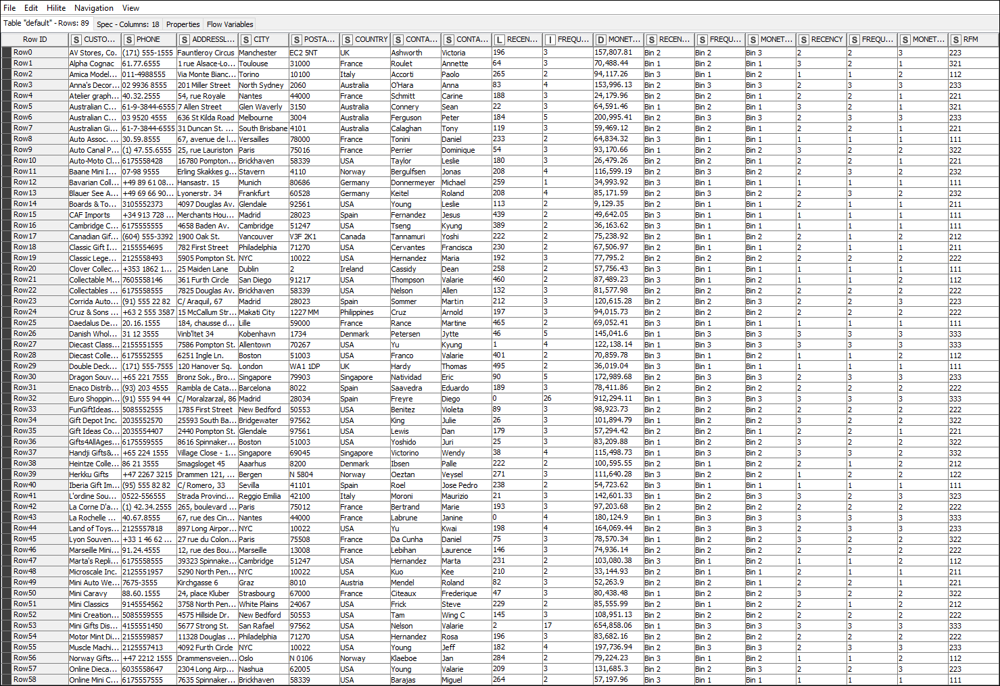 File Edit Hilite Navigation View
Table "default" - Rows: 89 Spec - Columns: 18 Properties Flow Variables
Row ID S CUSTO... S PHONE S ADDRESSL... S CITY S POSTA... S COUNTRY S CONTA... S CONTA... L RECEN... I FREQU... D MONET... S RECEN... S FREQU... S MONET... S RECENCY S FREQU... S MONET... S RFM
Row0 AV Stores, Co. (171) 555-1555 Fauntleroy Circus Manchester EC2 5NT UK Ashworth Victoria 196 3 157,807.81 Bin 2 Bin 2 Bin 3 2 2 3 223
Row1 Alpha Cognac 61.77.6555 1 rue Alsace-Lo... Toulouse 31000 France Roulet Annette 64 3 70,488.44 Bin 1 Bin 2 Bin 1 3 2 1 321
Row2 Amica Model... 011-4988555 Via Monte Bianc... Torino 10100 Italy Accorti Paolo 265 2 94,117.26 Bin 3 Bin 1 Bin 2 1 1 2 112
Row3 Anna's Decor... 02 9936 8555 201 Miller Street North Sydney 2060 Australia O'Hara Anna 83 4 153,996.13 Bin 2 Bin 3 Bin 3 2 3 3 233
Row4 Atelier graph... 40.32.2555 54, rue Royale Nantes 44000 France Schmitt Carine 188 3 24,179.96 Bin 2 Bin 2 Bin 1 2 2 1 221
Row5 Australian C... 61-9-3844-6555 7 Allen Street Glen Waverly 3150 Australia Connery Sean 22 3 64,591.46 Bin 1 Bin 2 Bin 1 3 2 1 321
Row6 Australian C... 03 9520 4555 636 St Kilda Road Melbourne 3004 Australia Ferguson Peter 184 5 200,995.41 Bin 2 Bin 3 Bin 3 2 3 3 233
Row7 Australian Gi... 61-7-3844-6555 31 Duncan St. ... South Brisbane 4101 Australia Calaghan Tony 119 3 59,469.12 Bin 2 Bin 2 Bin 1 2 2 1 221
Row8 Auto Assoc. ... 30.59.8555 67, avenue de l... Versailles 78000 France Tonini Daniel 233 2 64,834.32 Bin 3 Bin 1 Bin 1 1 1 1 111
Row9 Auto Canal P... (1) 47.55.6555 25, rue Lauriston Paris 75016 France Perrier Dominique 54 3 93,170.66 Bin 1 Bin 2 Bin 2 3 2 2 322
Row10 Auto-Moto Cl... 6175558428 16780 Pompton... Brickhaven 58339 USA Taylor Leslie 180 3 26,479.26 Bin 2 Bin 2 Bin 1 2 2 1 221
Row11 Baane Mini I... 07-98 9555 Erling Skakkes g... Stavern 4110 Norway Bergulfsen Jonas 208 4 116,599.19 Bin 2 Bin 3 Bin 2 2 3 2 232
Row12 Bavarian Coll... +49 89 61 08... Hansastr. 15 Munich 80686 Germany Donnermeyer Michael 259 1 34,993.92 Bin 3 Bin 1 Bin 1 1 1 1 111
Row13 Blauer See A... +49 69 66 90... Lyonerstr. 34 Frankfurt 60528 Germany Keitel Roland 208 4 85,171.59 Bin 2 Bin 3 Bin 2 2 3 2 232
Row14 Boards & To... 3105552373 4097 Douglas Av. Glendale 92561 USA Young Leslie 113 2 9,129.35 Bin 2 Bin 1 Bin 1 2 1 1 211
Row15 CAF Imports +34 913 728 ... Merchants Hou... Madrid 28023 Spain Fernandez Jesus 439 2 49,642.05 Bin 3 Bin 1 Bin 1 1 1 1 111
Row16 Cambridge C... 6175555555 4658 Baden Av. Cambridge 51247 USA Tseng Kyung 389 2 36,163.62 Bin 3 Bin 1 Bin 1 1 1 1 111
Row17 Canadian Gif... (604) 555-3392 1900 Oak St. Vancouver V3F 2K1 Canada Tannamuri Yoshi 222 2 75,238.92 Bin 2 Bin 1 Bin 2 2 1 2 212
Row18 Classic Gift I... 2155554695 782 First Street Philadelphia 71270 USA Cervantes Francisca 230 2 67,506.97 Bin 2 Bin 1 Bin 1 2 1 1 211
Row19 Classic Lege... 2125558493 5905 Pompton St. NYC 10022 USA Hernandez Maria 192 3 77,795.2 Bin 2 Bin 2 Bin 2 2 2 2 222
Row20 Clover Collec... +353 1862 1... 25 Maiden Lane Dublin 2 Ireland Cassidy Dean 258 2 57,756.43 Bin 3 Bin 1 Bin 1 1 1 1 111
Row21 Collectable M... 7605558146 361 Furth Circle San Diego 91217 USA Thompson Valarie 460 2 87,489.23 Bin 3 Bin 1 Bin 2 1 1 2 112
Row22 Collectables ... 6175558555 7825 Douglas Av. Brickhaven 58339 USA Nelson Allen 132 3 81,577.98 Bin 2 Bin 2 Bin 2 2 2 2 222
Row23 Corrida Auto... (91) 555 22 82 C/ Araquil, 67 Madrid 28023 Spain Sommer Martín 212 3 120,615.28 Bin 2 Bin 2 Bin 3 2 2 3 223
Row24 Cruz & Sons ... +63 2 555 3587 15 McCallum Str... Makati City 1227 MM Philippines Cruz Arnold 197 3 94,015.73 Bin 2 Bin 2 Bin 2 2 2 2 222
Row25 Daedalus De... 20.16.1555 184, chausse d... Lille 59000 France Rance Martine 465 2 69,052.41 Bin 3 Bin 1 Bin 1 1 1 1 111
Row26 Danish Whol... 31 12 3555 Vinb'ltet 34 Kobenhavn 1734 Denmark Petersen Jytte 46 5 145,041.6 Bin 1 Bin 3 Bin 3 3 3 3 333
Row27 Diecast Class... 2155551555 7586 Pompton St. Allentown 70267 USA Yu Kyung 1 4 122,138.14 Bin 1 Bin 3 Bin 3 3 3 3 333
Row28 Diecast Colle... 6175552555 6251 Ingle Ln. Boston 51003 USA Franco Valarie 401 2 70,859.78 Bin 3 Bin 1 Bin 2 1 1 2 112
Row29 Double Deck... (171) 555-7555 120 Hanover Sq. London WA1 1DP UK Hardy Thomas 495 2 36,019.04 Bin 3 Bin 1 Bin 1 1 1 1 111
Row30 Dragon Souv... +65 221 7555 Bronz Sok., Bro... Singapore 79903 Singapore Natividad Eric 90 5 172,989.68 Bin 2 Bin 3 Bin 3 2 3 3 233
Row31 Enaco Distrib... (93) 203 4555 Rambla de Cata... Barcelona 8022 Spain Saavedra Eduardo 189 3 78,411.86 Bin 2 Bin 2 Bin 2 2 2 2 222
Row32 Euro Shoppin... (91) 555 94 44 C/ Moralzarzal, 86 Madrid 28034 Spain Freyre Diego 0 26 912,294.11 Bin 1 Bin 3 Bin 3 3 3 3 333
Row33 FunGiftIdeas... 5085552555 1785 First Street New Bedford 50553 USA Benitez Violeta 89 3 98,923.73 Bin 2 Bin 2 Bin 2 2 2 2 222
Row34 Gift Depot Inc. 2035552570 25593 South Ba... Bridgewater 97562 USA King Julie 26 3 101,894.79 Bin 1 Bin 2 Bin 2 3 2 2 322
Row35 Gift Ideas Co... 2035554407 2440 Pompton St. Glendale 97561 USA Lewis Dan 179 3 57,294.42 Bin 2 Bin 2 Bin 1 2 2 1 221
Row36 Gifts4AllAges... 6175559555 8616 Spinnaker... Boston 51003 USA Yoshido Juri 25 3 83,209.88 Bin 1 Bin 2 Bin 2 3 2 2 322
Row37 Handji Gifts&... +65 224 1555 Village Close - 1... Singapore 69045 Singapore Victorino Wendy 38 4 115,498.73 Bin 1 Bin 3 Bin 2 3 3 2 332
Row38 Heintze Colle... 86 21 3555 Smagsloget 45 Aaarhus 8200 Denmark Ibsen Palle 222 2 100,595.55 Bin 2 Bin 1 Bin 2 2 1 2 212
Row39 Herkku Gifts +47 2267 3215 Drammen 121, ... Bergen N 5804 Norway Oeztan Veysel 271 3 111,640.28 Bin 3 Bin 2 Bin 2 1 2 2 122
Row40 Iberia Gift Im... (95) 555 82 82 C/ Romero, 33 Sevilla 41101 Spain Roel Jose Pedro 238 2 54,723.62 Bin 3 Bin 1 Bin 1 1 1 1 111
Row41 L'ordine Sou... 0522-556555 Strada Provinci... Reggio Emilia 42100 Italy Moroni Maurizio 21 3 142,601.33 Bin 1 Bin 2 Bin 3 3 2 3 323
Row42 La Corne D'a... (1) 42.34.2555 265, boulevard ... Paris 75012 France Bertrand Marie 193 3 97,203.68 Bin 2 Bin 2 Bin 2 2 2 2 222
Row43 La Rochelle ... 40.67.8555 67, rue des Cin... Nantes 44000 France Labrune Janine 0 4 180,124.9 Bin 1 Bin 3 Bin 3 3 3 3 333
Row44 Land of Toys... 2125557818 897 Long Airpor... NYC 10022 USA Yu Kwai 198 4 164,069.44 Bin 2 Bin 3 Bin 3 2 3 3 233
Row45 Lyon Souven... +33 1 46 62 ... 27 rue du Colon... Paris 75508 France Da Cunha Daniel 75 3 78,570.34 Bin 1 Bin 2 Bin 2 3 2 2 322
Row46 Marseille Mini... 91.24.4555 12, rue des Bou... Marseille 13008 France Lebihan Laurence 146 3 74,936.14 Bin 2 Bin 2 Bin 2 2 2 2 222
Row47 Marta's Repli... 6175558555 39323 Spinnake... Cambridge 51247 USA Hernandez Marta 231 2 103,080.38 Bin 3 Bin 1 Bin 2 1 1 2 112
Row48 Microscale Inc. 2125551957 5290 North Pen... NYC 10022 USA Kuo Kee 210 2 33,144.93 Bin 2 Bin 1 Bin 1 2 1 1 211
Row49 Mini Auto We... 7675-3555 Kirchgasse 6 Graz 8010 Austria Mendel Roland 82 3 52,263.9 Bin 2 Bin 2 Bin 1 2 2 1 221
Row50 Mini Caravy 88.60.1555 24, place Kluber Strasbourg 67000 France Citeaux Frederique 47 3 80,438.48 Bin 1 Bin 2 Bin 2 3 2 2 322
Row51 Mini Classics 9145554562 3758 North Pen... White Plains 24067 USA Frick Steve 229 2 85,555.99 Bin 2 Bin 1 Bin 2 2 1 2 212
Row52 Mini Creation... 5085559555 4575 Hillside Dr. New Bedford 50553 USA Tam Wing C 145 3 108,951.13 Bin 2 Bin 2 Bin 2 2 2 2 222
Row53 Mini Gifts Dis... 4155551450 5677 Strong St. San Rafael 97562 USA Nelson Valarie 2 17 654,858.06 Bin 1 Bin 3 Bin 3 3 3 3 333
Row54 Motor Mint Di... 2155559857 11328 Douglas ... Philadelphia 71270 USA Hernandez Rosa 196 3 83,682.16 Bin 2 Bin 2 Bin 2 2 2 2 222
Row55 Muscle Machi... 2125557413 4092 Furth Circle NYC 10022 USA Young Jeff 182 4 197,736.94 Bin 2 Bin 3 Bin 3 2 3 3 233
Row56 Norway Gifts... +47 2212 1555 Drammensveien... Oslo N 0106 Norway Klaeboe Jan 284 2 79,224.23 Bin 3 Bin 1 Bin 2 1 1 2 112
Row57 Online Dieca... 6035558647 2304 Long Airp... Nashua 62005 USA Young Valarie 209 3 131,685.3 Bin 2 Bin 2 Bin 3 2 2 3 223
Row58 Online Mini C... 6175557555 7635 Spinnaker... Brickhaven 58339 USA Barajas Miguel 264 2 57,197.96 Bin 3 Bin 1 Bin 1 1 1 1 111